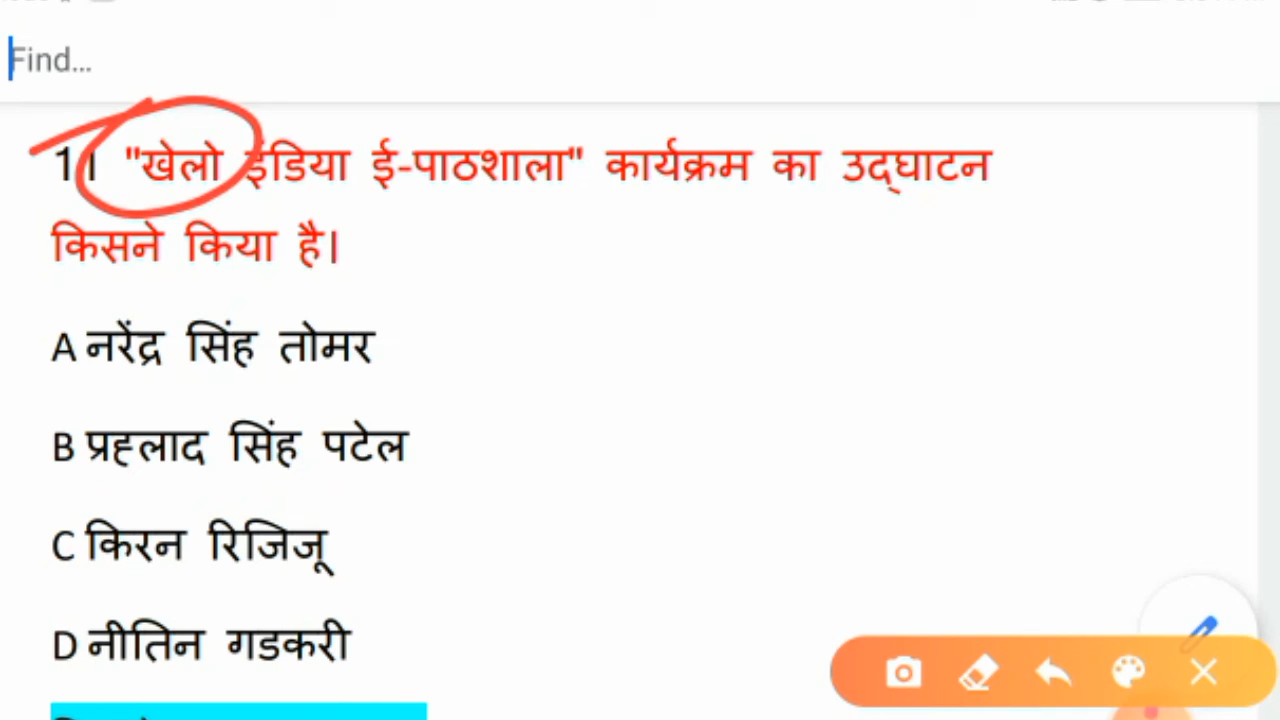 Find...
1। "खेलो इंडिया ई-पाठशाला" कार्यक्रम का उद्घाटन
किसने किया है।
A नरेंद्र सिंह तोमर
B प्रह्लाद सिंह पटेल
C किरन रिजिजू
D नीतिन गडकरी